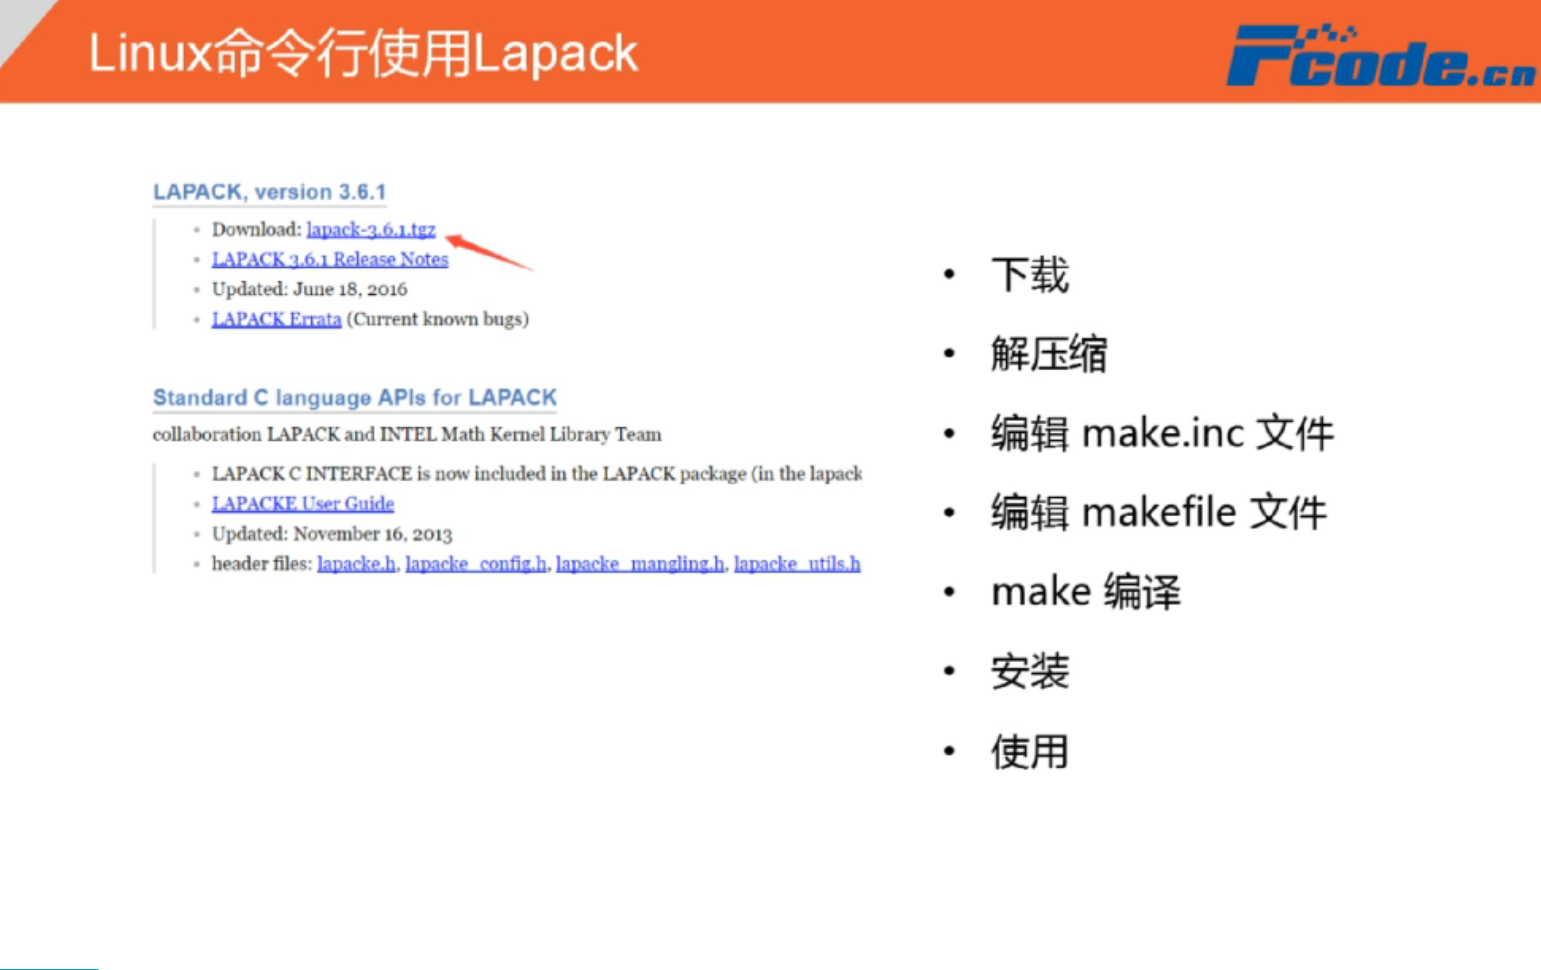 Linux命令行使用Lapack
Fcode.cn
LAPACK, version 3.6.1
• Download: lapack-3.6.1.tgz
• LAPACK 3.6.1 Release Notes
• Updated: June 18, 2016
• LAPACK Errata (Current known bugs)
Standard C language APIs for LAPACK
collaboration LAPACK and INTEL Math Kernel Library Team
• LAPACK C INTERFACE is now included in the LAPACK package (in the lapack
• LAPACKE User Guide
• Updated: November 16, 2013
• header files: lapacke.h, lapacke_config.h, lapacke_mangling.h, lapacke_utils.h
• 下载
• 解压缩
• 编辑 make.inc 文件
• 编辑 makefile 文件
• make 编译
• 安装
• 使用